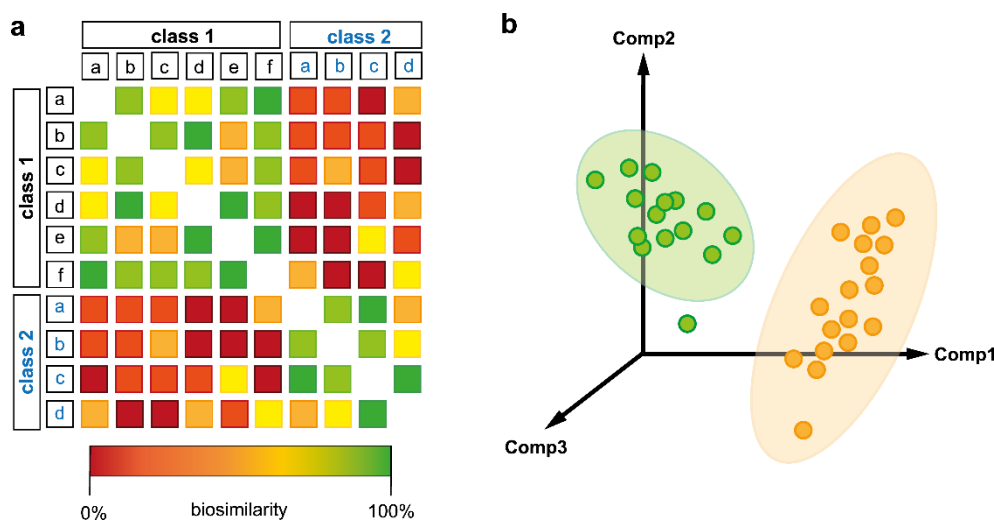 a
class 1 class 2
a b c d e f a b c d
class 1
a
b
c
d
e
f
class 2
a
b
c
d
0% biosimilarity 100%
b
Comp2
Comp1
Comp3